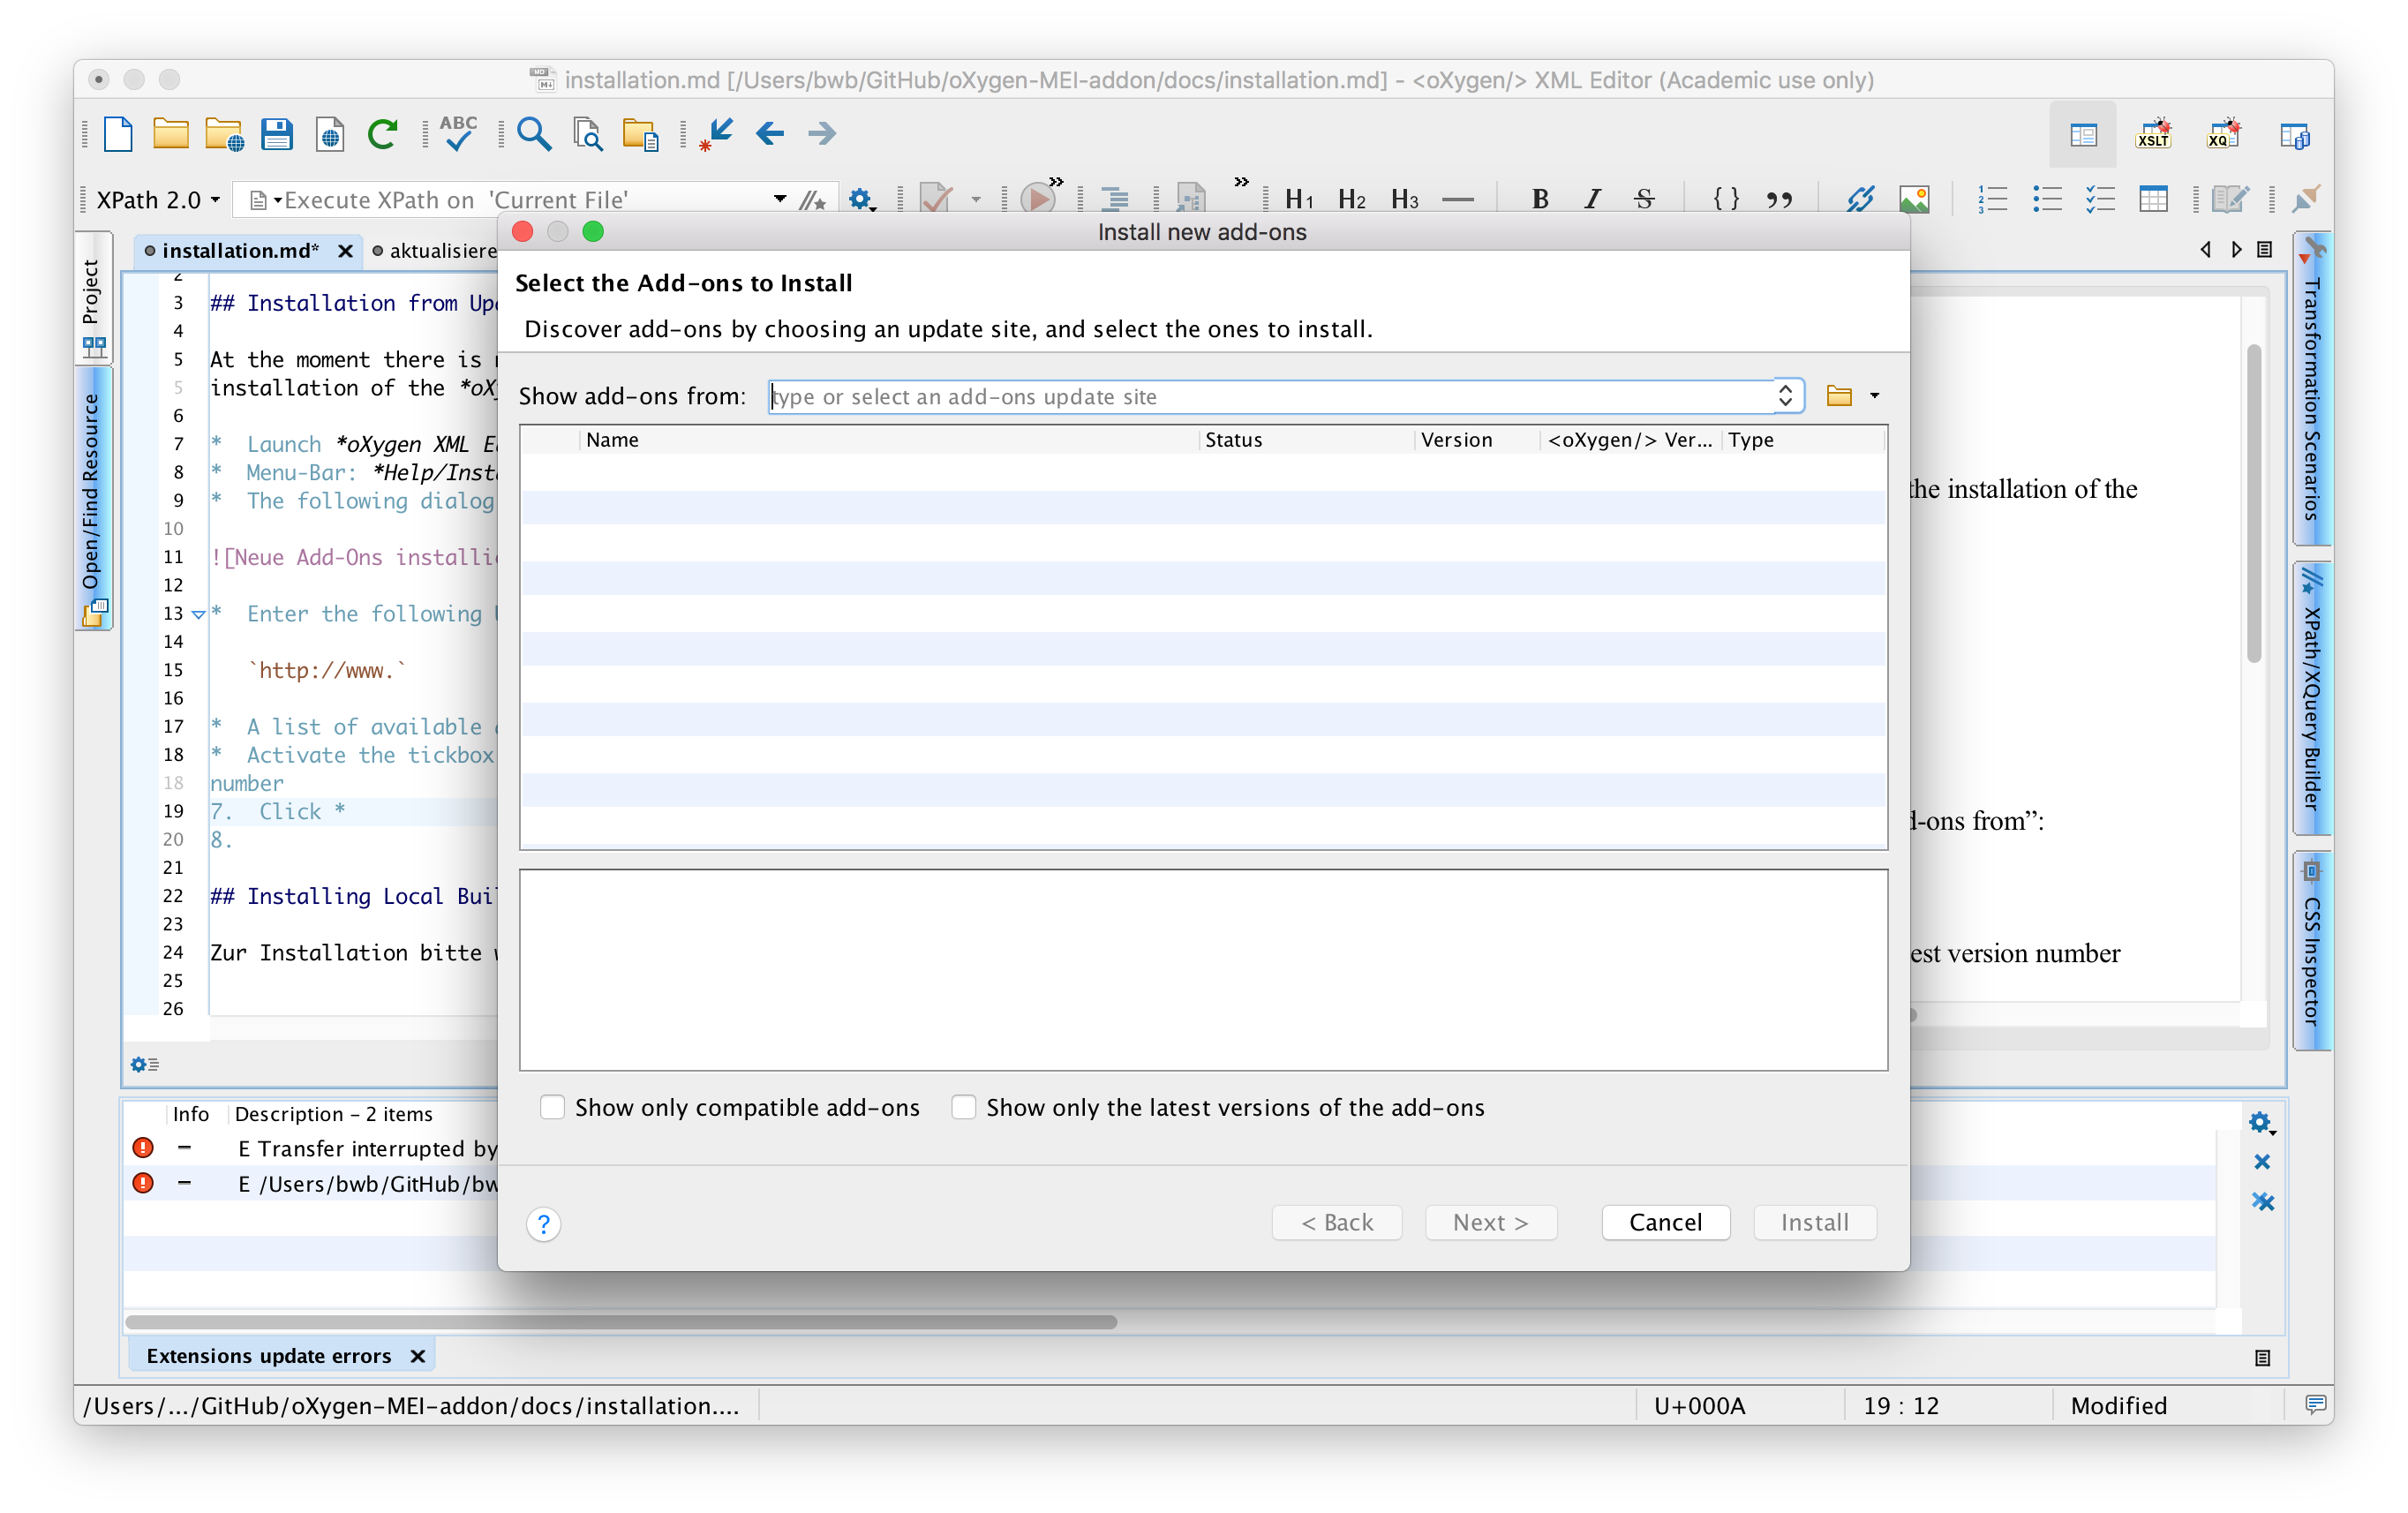 installation.md [/Users/bwb/GitHub/oXygen-MEI-addon/docs/installation.md] - <oXygen/> XML Editor (Academic use only)
ABC
XSLT
XQ
XPath 2.0
Execute XPath on 'Current File'
H1 H2 H3 B I S { } ”
installation.md*
aktualisiere
Project
Open/Find Resource
2
3 ## Installation from Up
4
5 At the moment there is
5 installation of the *oX
6
7 * Launch *oXygen XML E
8 * Menu-Bar: *Help/Inst
9 * The following dialog
10
11 ![Neue Add-Ons installi
12
13 * Enter the following
14
15 `http://www.`
16
17 * A list of available
18 * Activate the tickbox
18 number
19 7. Click *
20 8.
21
22 ## Installing Local Buil
23
24 Zur Installation bitte
25
26
Install new add-ons
Select the Add-ons to Install
Discover add-ons by choosing an update site, and select the ones to install.
Show add-ons from:
type or select an add-ons update site
Name Status Version <oXygen/> Ver... Type
Show only compatible add-ons
Show only the latest versions of the add-ons
?
< Back
Next >
Cancel
Install
the installation of the
d-ons from”:
est version number
Transformation Scenarios
XPath/XQuery Builder
CSS Inspector
Info Description – 2 items
E Transfer interrupted by
E /Users/bwb/GitHub/bw
Extensions update errors
/Users/.../GitHub/oXygen-MEI-addon/docs/installation....
U+000A
19 : 12
Modified